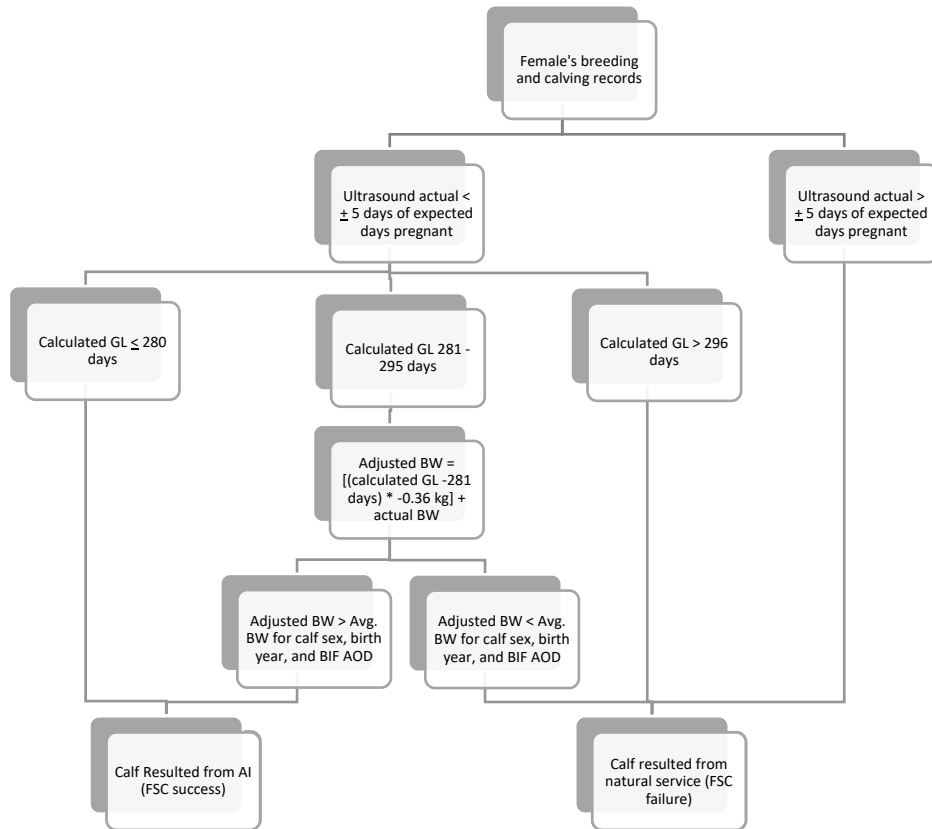 Female's breeding
and calving records
Ultrasound actual <
± 5 days of expected
days pregnant
Ultrasound actual >
± 5 days of expected
days pregnant
Calculated GL ≤ 280
days
Calculated GL 281 -
295 days
Calculated GL > 296
days
Adjusted BW =
[(calculated GL -281
days) * -0.36 kg] +
actual BW
Adjusted BW > Avg.
BW for calf sex, birth
year, and BIF AOD
Adjusted BW < Avg.
BW for calf sex, birth
year, and BIF AOD
Calf Resulted from AI
(FSC success)
Calf resulted from
natural service (FSC
failure)